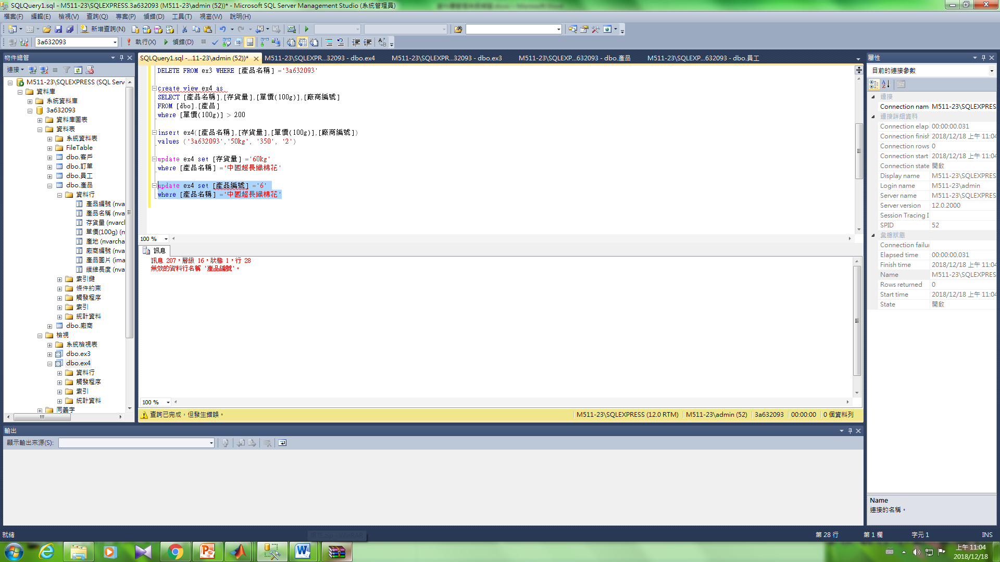 SQLQuery1.sql - M511-23\SQLEXPRESS.3a632093 (M511-23\admin (52))* - Microsoft SQL Server Management Studio (系統管理員)
檔案(F) 編輯(E) 檢視(V) 查詢(Q) 專案(P) 偵錯(D) 工具(T) 視窗(W) 說明(H)
新增查詢(N)
3a632093 執行(X) 偵錯(D)
物件總管
連接
M511-23\SQLEXPRESS (SQL Serv
資料庫
系統資料庫
3a632093
資料庫圖表
資料表
系統資料表
FileTable
dbo.客戶
dbo.訂單
dbo.員工
dbo.產品
資料行
產品編號 (nva
產品名稱 (nva
存貨量 (nvarcl
單價(100g) (m
產地 (nvarcha
廠商編號 (nva
產品圖片 (ima
纖維長度 (nva
索引鍵
條件約束
觸發程序
索引
統計資料
dbo.廠商
檢視
系統檢視表
dbo.ex3
dbo.ex4
資料行
觸發程序
索引
統計資料
同義字
SQLQuery1.sql -...11-23\admin (52))* M511-23\SQLEXPR...32093 - dbo.ex4 M511-23\SQLEXPR...32093 - dbo.ex3 M511-23\SQLEXP...632093 - dbo.產品 M511-23\SQLEXP...632093 - dbo.員工
DELETE FROM ex3 WHERE [產品名稱] ='3a632093'
create view ex4 as
SELECT [產品名稱],[存貨量],[單價(100g)],[廠商編號]
FROM [dbo].[產品]
where [單價(100g)] > 200
insert ex4([產品名稱],[存貨量],[單價(100g)],[廠商編號])
values ('3a632093','50kg', '350', '2')
update ex4 set [存貨量] ='60kg'
where [產品名稱] ='中國超長纖棉花'
update ex4 set [產品編號] ='6'
where [產品名稱] ='中國超長纖棉花'
100 %
訊息
訊息 207，層級 16，狀態 1，行 28
無效的資料行名稱 '產品編號'。
100 %
查詢已完成，但發生錯誤。 M511-23\SQLEXPRESS (12.0 RTM) M511-23\admin (52) 3a632093 00:00:00 0 個資料列
屬性
目前的連接參數
連接
Connection nam M511-23\SQLEXPRES
連接詳細資料
Connection elap 00:00:00.031
Connection finish 2018/12/18 上午 11:04
Connection rows 0
Connection start 2018/12/18 上午 11:04
Connection state 開啟
Display name M511-23\SQLEXPRES
Login name M511-23\admin
Server name M511-23\SQLEXPRES
Server version 12.0.2000
Session Tracing I
SPID 52
彙總狀態
Connection failu
Elapsed time 00:00:00.031
Finish time 2018/12/18 上午 11:04
Name M511-23\SQLEXPRES
Rows returned 0
Start time 2018/12/18 上午 11:04
State 開啟
Name
連接的名稱。
輸出
顯示輸出來源(S):
就緒 第 28 行 第 1 欄 字元 1 INS
上午 11:04
2018/12/18